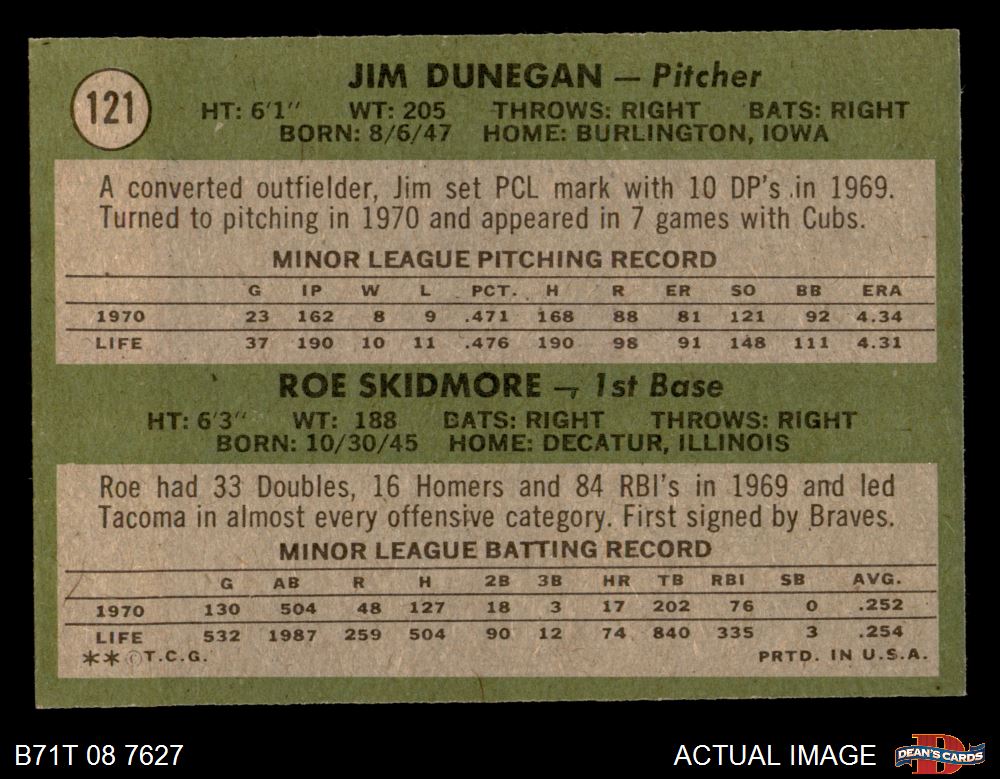 121
JIM DUNEGAN — Pitcher
HT: 6'1" WT: 205 THROWS: RIGHT BATS: RIGHT
BORN: 8/6/47 HOME: BURLINGTON, IOWA
A converted outfielder, Jim set PCL mark with 10 DP's in 1969.
Turned to pitching in 1970 and appeared in 7 games with Cubs.
MINOR LEAGUE PITCHING RECORD
G IP W L PCT. H R ER SO BB ERA
1970 23 162 8 9 .471 168 88 81 121 92 4.34
LIFE 37 190 10 11 .476 190 98 91 148 111 4.31
ROE SKIDMORE — 1st Base
HT: 6'3" WT: 188 BATS: RIGHT THROWS: RIGHT
BORN: 10/30/45 HOME: DECATUR, ILLINOIS
Roe had 33 Doubles, 16 Homers and 84 RBI's in 1969 and led
Tacoma in almost every offensive category. First signed by Braves.
MINOR LEAGUE BATTING RECORD
G AB R H 2B 3B HR TB RBI SB AVG.
1970 130 504 48 127 18 3 17 202 76 0 .252
LIFE 532 1987 259 504 90 12 74 840 335 3 .254
**©T.C.G. PRTD. IN U.S.A.
B71T 08 7627 ACTUAL IMAGE DEAN'S CARDS